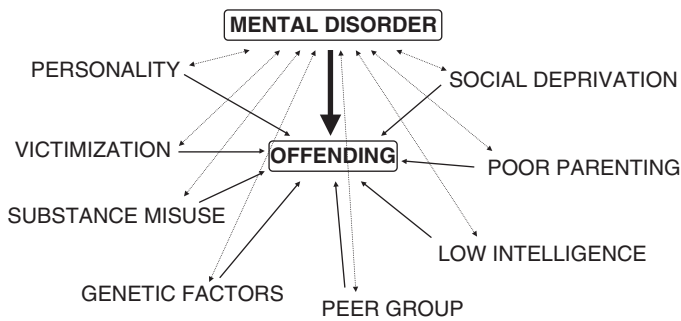 MENTAL DISORDER
PERSONALITY
SOCIAL DEPRIVATION
VICTIMIZATION
OFFENDING
POOR PARENTING
SUBSTANCE MISUSE
LOW INTELLIGENCE
GENETIC FACTORS
PEER GROUP